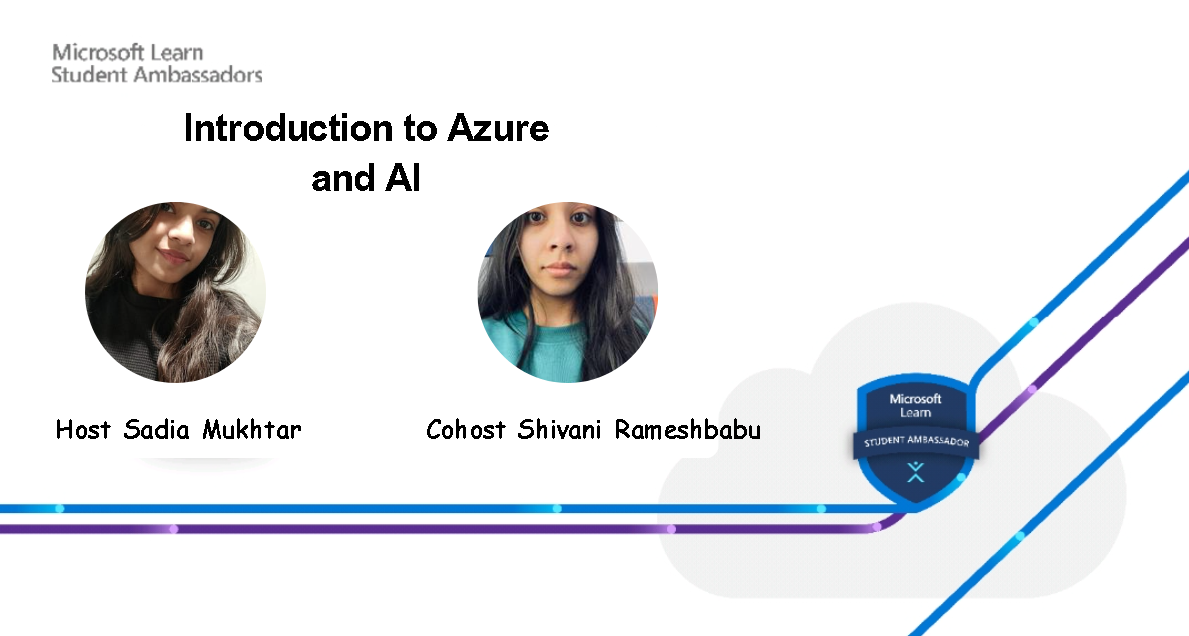 Microsoft Learn
Student Ambassadors
Introduction to Azure
and AI
Host Sadia Mukhtar
Cohost Shivani Rameshbabu
Microsoft
Learn
STUDENT AMBASSADOR